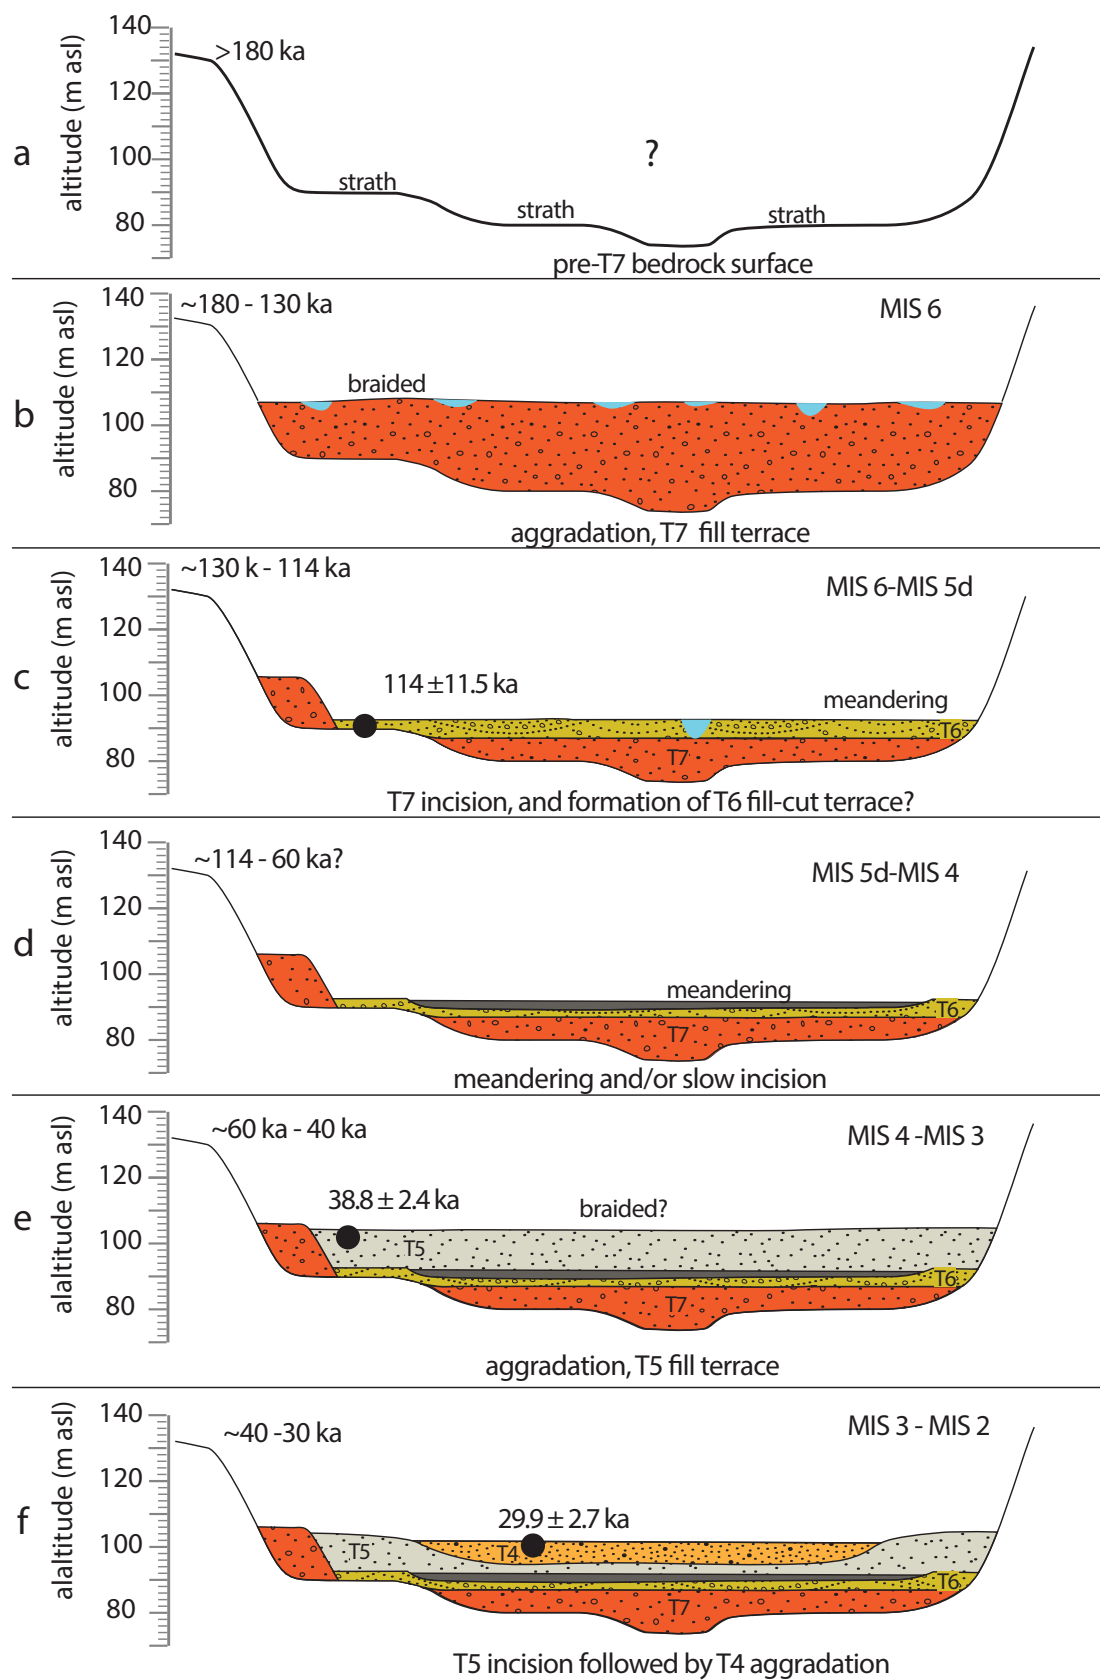 a
altitude (m asl)
140
120
100
80
>180 ka
?
strath
strath
strath
pre-T7 bedrock surface
b
altitude (m asl)
140
120
100
80
~180 - 130 ka
MIS 6
braided
aggradation, T7 fill terrace
c
altitude (m asl)
140
120
100
80
~130 k - 114 ka
MIS 6-MIS 5d
114 ±11.5 ka
meandering
T6
T7
T7 incision, and formation of T6 fill-cut terrace?
d
altitude (m asl)
140
120
100
80
~114 - 60 ka?
MIS 5d-MIS 4
meandering
T6
T7
meandering and/or slow incision
e
alaltitude (m asl)
140
120
100
80
~60 ka - 40 ka
MIS 4 -MIS 3
38.8 ± 2.4 ka
braided?
T5
T6
T7
aggradation, T5 fill terrace
f
alaltitude (m asl)
140
120
100
80
~40 -30 ka
MIS 3 - MIS 2
29.9 ± 2.7 ka
T5
T4
T6
T7
T5 incision followed by T4 aggradation